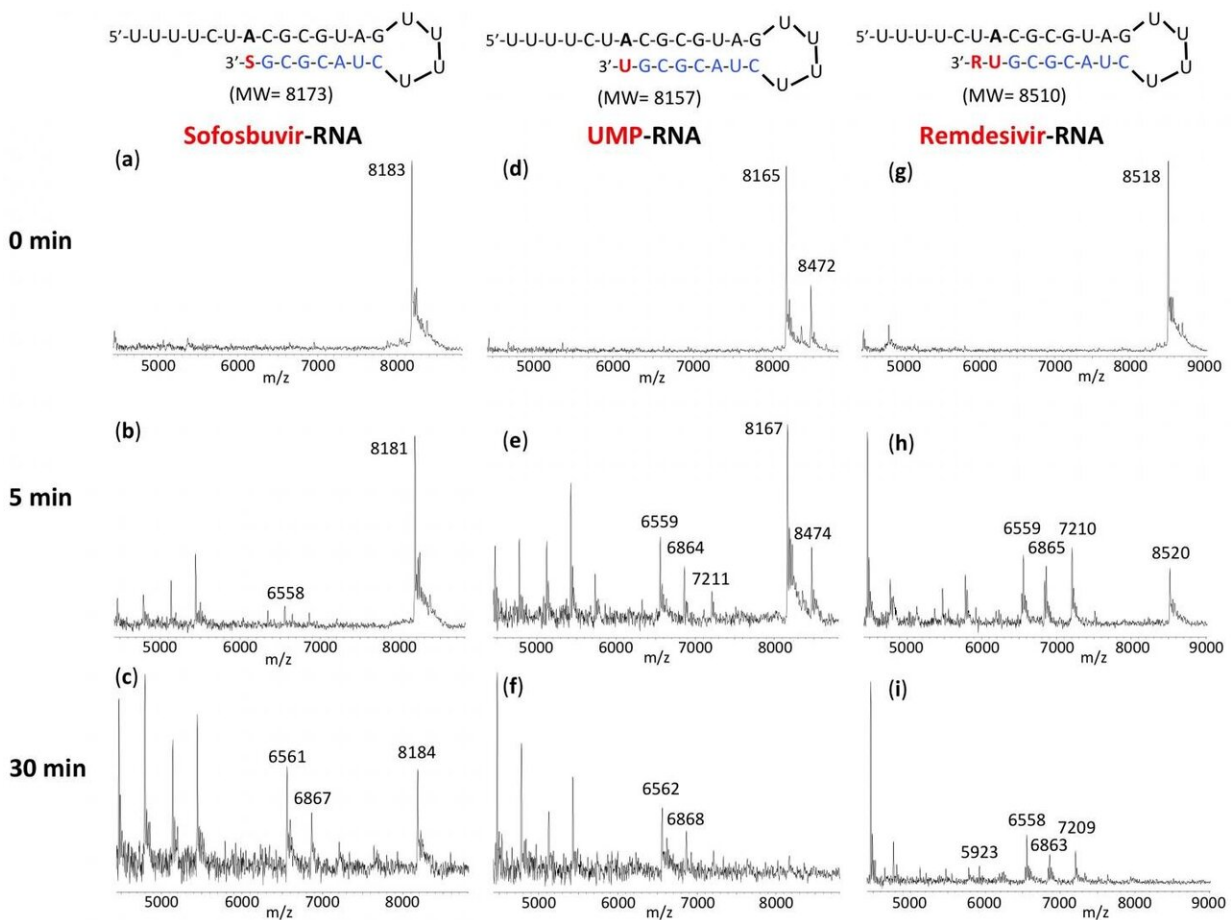 5′-U-U-U-U-C-U-A-C-G-C-G-U-A-G
U
U
U
U
3′-S-G-C-G-C-A-U-C
(MW= 8173)
Sofosbuvir-RNA
5′-U-U-U-U-C-U-A-C-G-C-G-U-A-G
U
U
U
U
3′-U-G-C-G-C-A-U-C
(MW= 8157)
UMP-RNA
5′-U-U-U-U-C-U-A-C-G-C-G-U-A-G
U
U
U
U
3′-R-U-G-C-G-C-A-U-C
(MW= 8510)
Remdesivir-RNA
0 min
(a)
8183
5000 6000 7000 8000
m/z
(d)
8165
8472
5000 6000 7000 8000
m/z
(g)
8518
5000 6000 7000 8000 9000
m/z
5 min
(b)
8181
6558
5000 6000 7000 8000
m/z
(e)
8167
6559
6864
7211
8474
5000 6000 7000 8000
m/z
(h)
6559
6865
7210
8520
5000 6000 7000 8000 9000
m/z
30 min
(c)
6561
6867
8184
5000 6000 7000 8000
m/z
(f)
6562
6868
5000 6000 7000 8000
m/z
(i)
5923
6558
6863
7209
5000 6000 7000 8000 9000
m/z